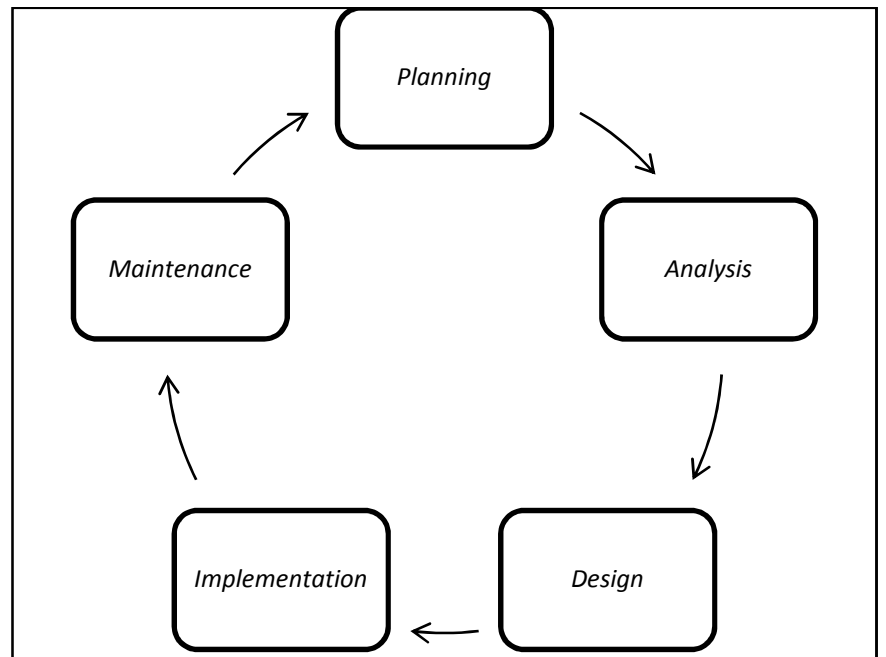 Planning
Maintenance
Analysis
Implementation
Design